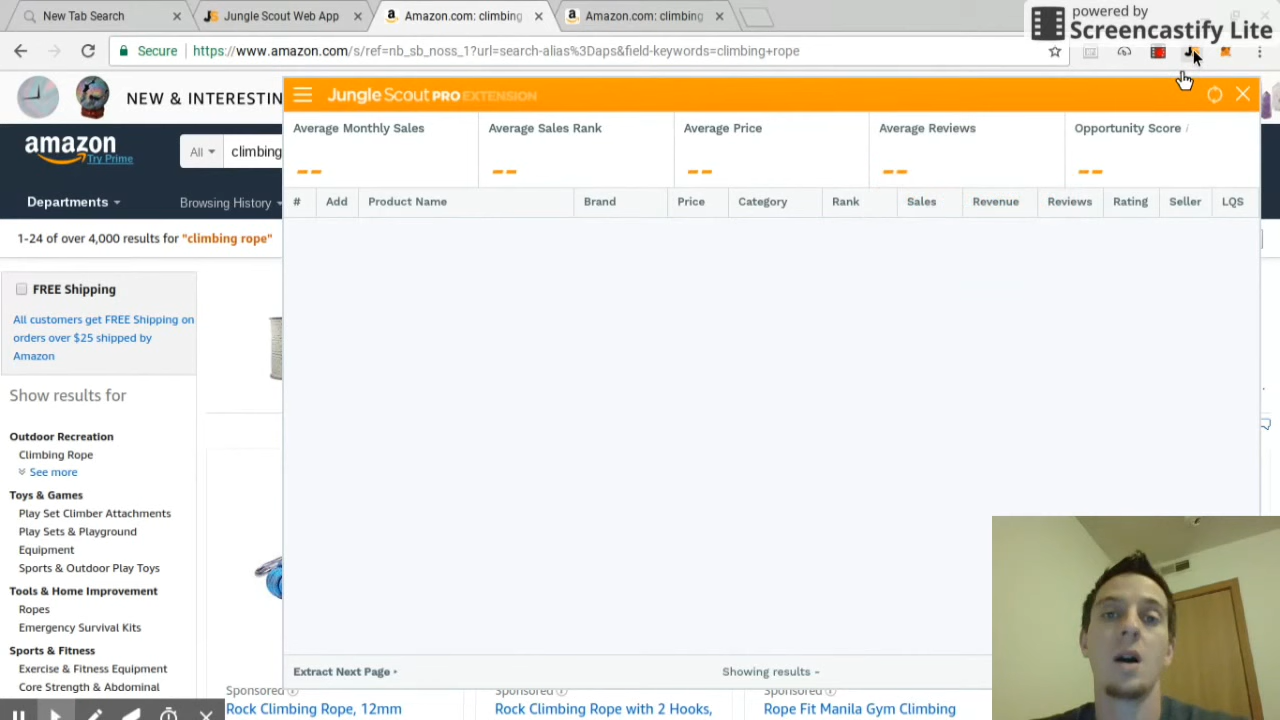 New Tab Search
Jungle Scout Web App
Amazon.com: climbing
Amazon.com: climbing
powered by
Screencastify Lite
Secure
https://www.amazon.com/s/ref=nb_sb_noss_1?url=search-alias%3Daps&field-keywords=climbing+rope
NEW & INTERESTIN
Jungle Scout PRO EXTENSION
amazon
Try Prime
All
climbing
Departments
Browsing History
1-24 of over 4,000 results for "climbing rope"
Average Monthly Sales
--
Average Sales Rank
--
Average Price
--
Average Reviews
--
Opportunity Score i
--
# Add Product Name Brand Price Category Rank Sales Revenue Reviews Rating Seller LQS
FREE Shipping
All customers get FREE Shipping on
orders over $25 shipped by
Amazon
Show results for
Outdoor Recreation
Climbing Rope
See more
Toys & Games
Play Set Climber Attachments
Play Sets & Playground
Equipment
Sports & Outdoor Play Toys
Tools & Home Improvement
Ropes
Emergency Survival Kits
Sports & Fitness
Exercise & Fitness Equipment
Core Strength & Abdominal
Extract Next Page
Showing results -
Sponsored
Rock Climbing Rope, 12mm
Sponsored
Rock Climbing Rope with 2 Hooks,
Sponsored
Rope Fit Manila Gym Climbing